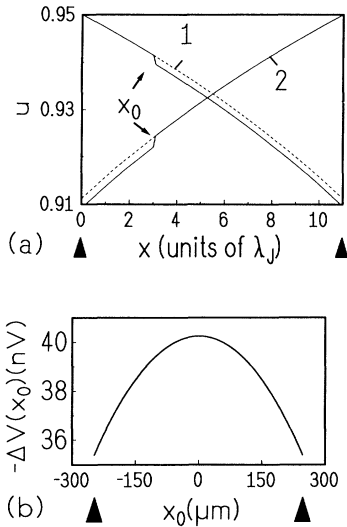 0.95
1
2
u
0.93
x₀
0.91
0 2 4 6 8 10
(a) x (units of λJ)
-ΔV(x₀)(nV)
40
38
36
-300 -150 0 150 300
(b) x₀(μm)